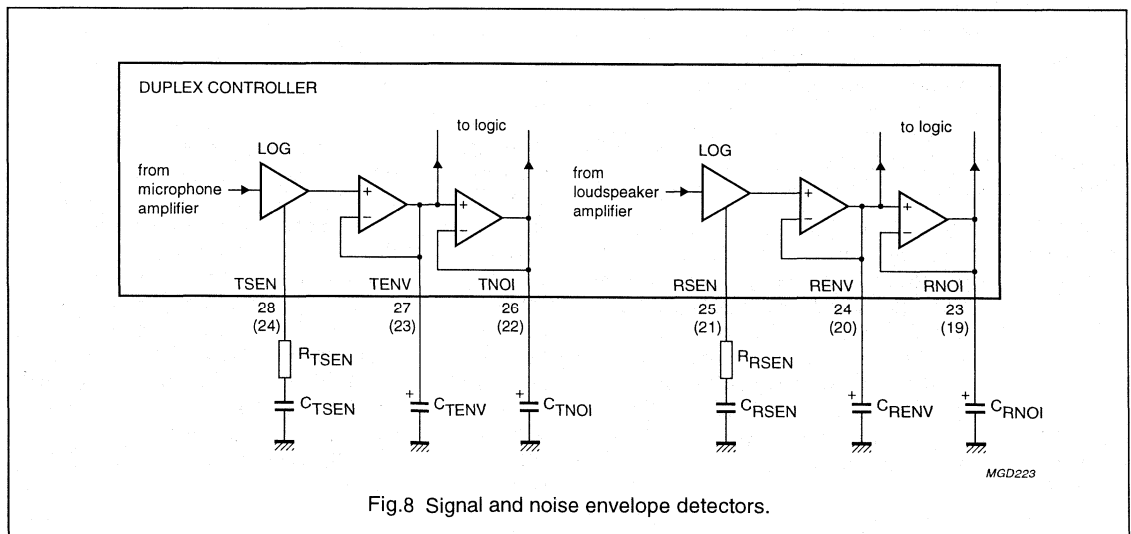 DUPLEX CONTROLLER
from
microphone
amplifier
LOG
to logic
+
−
+
−
from
loudspeaker
amplifier
LOG
to logic
+
−
+
−
TSEN
TENV
TNOI
RSEN
RENV
RNOI
28
(24)
27
(23)
26
(22)
25
(21)
24
(20)
23
(19)
RTSEN
CTSEN
+
CTENV
+
CTNOI
RRSEN
CRSEN
+
CRENV
+
CRNOI
MGD223
Fig.8 Signal and noise envelope detectors.